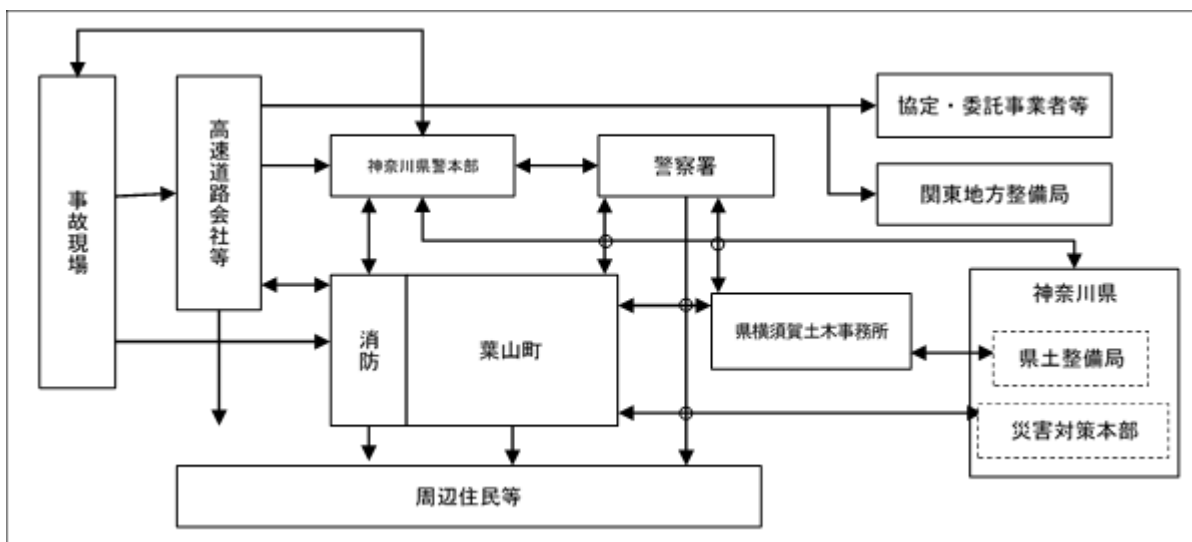 事故現場
高速道路会社等
神奈川県警本部
警察署
協定・委託事業者等
関東地方整備局
消防
葉山町
県横須賀土木事務所
神奈川県
県土整備局
災害対策本部
周辺住民等